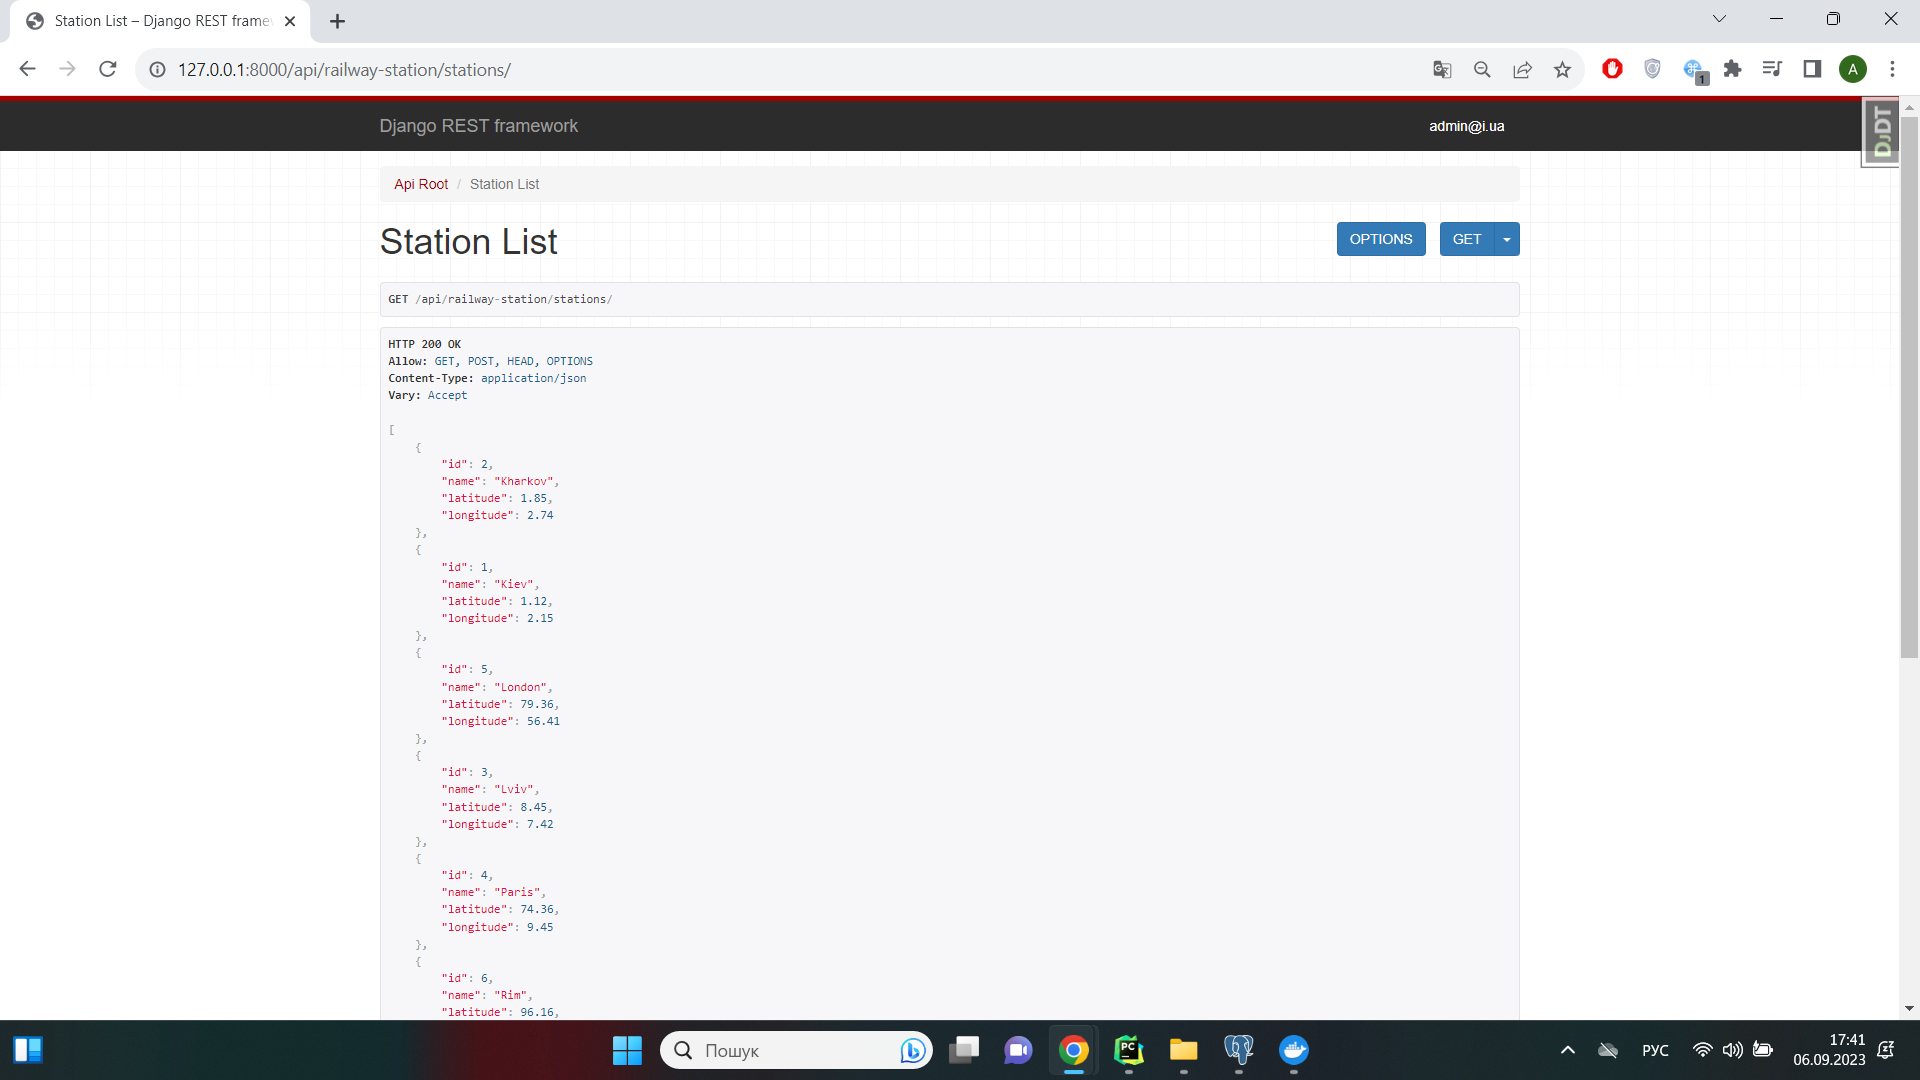 Station List – Django REST frame
127.0.0.1:8000/api/railway-station/stations/
1
A
Django REST framework
admin@i.ua
DJDT
Api Root / Station List
Station List
OPTIONS
GET
GET /api/railway-station/stations/
HTTP 200 OK
Allow: GET, POST, HEAD, OPTIONS
Content-Type: application/json
Vary: Accept
[
{
"id": 2,
"name": "Kharkov",
"latitude": 1.85,
"longitude": 2.74
},
{
"id": 1,
"name": "Kiev",
"latitude": 1.12,
"longitude": 2.15
},
{
"id": 5,
"name": "London",
"latitude": 79.36,
"longitude": 56.41
},
{
"id": 3,
"name": "Lviv",
"latitude": 8.45,
"longitude": 7.42
},
{
"id": 4,
"name": "Paris",
"latitude": 74.36,
"longitude": 9.45
},
{
"id": 6,
"name": "Rim",
"latitude": 96.16,
Пошук
PC
РУС
17:41
06.09.2023